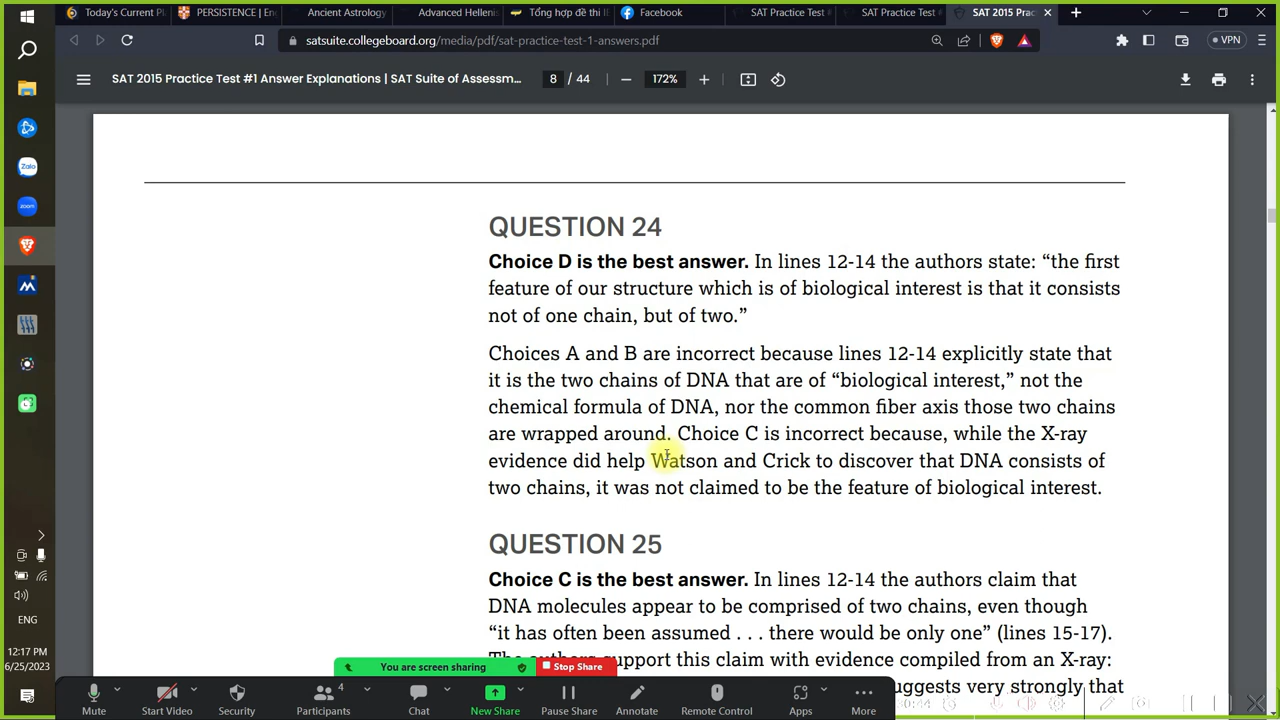 Today's Current Pl
PERSISTENCE | En
Ancient Astrology
Advanced Hellenis
Tổng hợp đề thi IE
Facebook
SAT Practice Test #
SAT Practice Test #
SAT 2015 Prac
satsuite.collegeboard.org/media/pdf/sat-practice-test-1-answers.pdf
VPN
SAT 2015 Practice Test #1 Answer Explanations | SAT Suite of Assessm...
8 / 44
172%
QUESTION 24
Choice D is the best answer. In lines 12-14 the authors state: “the first
feature of our structure which is of biological interest is that it consists
not of one chain, but of two.”
Choices A and B are incorrect because lines 12-14 explicitly state that
it is the two chains of DNA that are of “biological interest,” not the
chemical formula of DNA, nor the common fiber axis those two chains
are wrapped around. Choice C is incorrect because, while the X-ray
evidence did help Watson and Crick to discover that DNA consists of
two chains, it was not claimed to be the feature of biological interest.
QUESTION 25
Choice C is the best answer. In lines 12-14 the authors claim that
DNA molecules appear to be comprised of two chains, even though
“it has often been assumed . . . there would be only one” (lines 15-17).
support this claim with evidence compiled from an X-ray:
suggests very strongly that
Zalo
zoom
ENG
12:17 PM
6/25/2023
You are screen sharing
Stop Share
Mute
Start Video
Security
Participants
4
Chat
New Share
Pause Share
Annotate
Remote Control
Apps
More